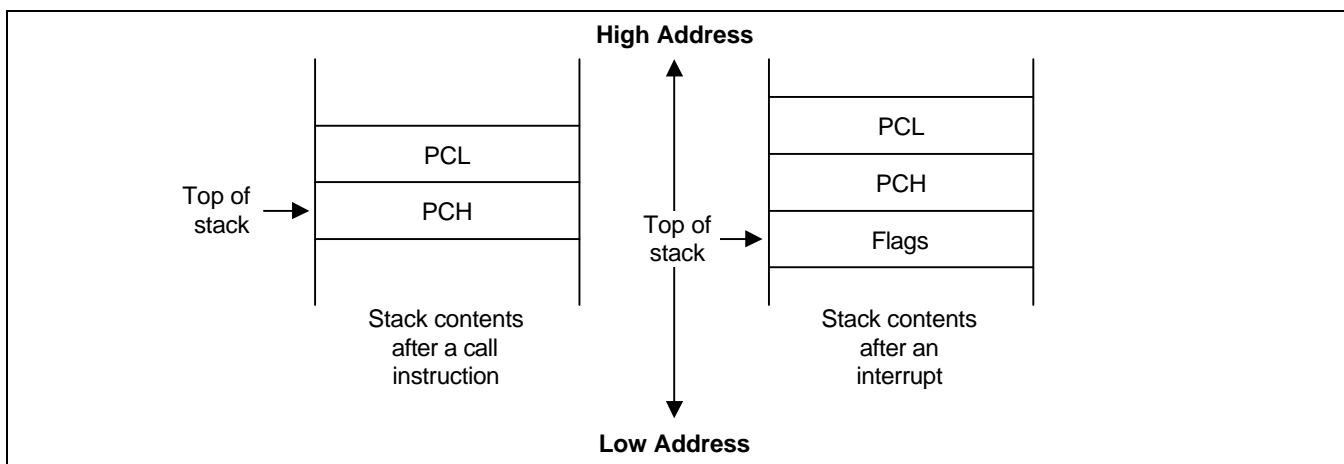 High Address
PCL
PCH
Top of
stack
Stack contents
after a call
instruction
Top of
stack
PCL
PCH
Flags
Stack contents
after an
interrupt
Low Address